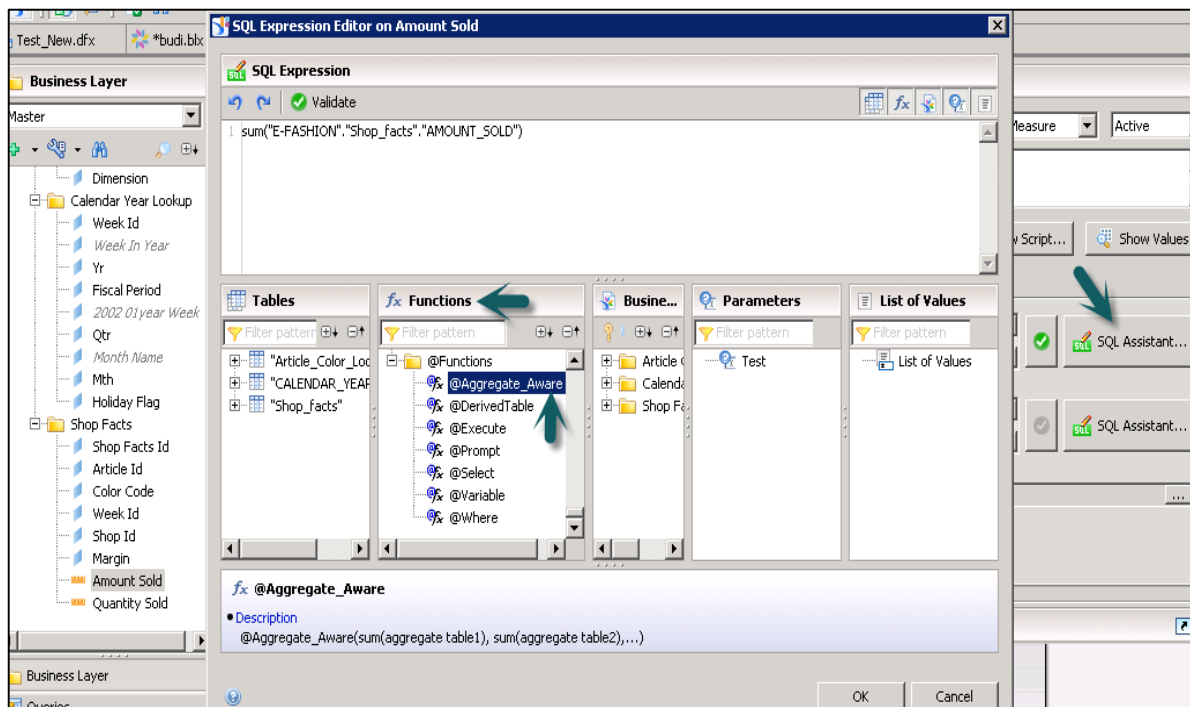 SQL Expression Editor on Amount Sold
Test_New.dfx
*budi.blx
Business Layer
Master
Dimension
Calendar Year Lookup
Week Id
Week In Year
Yr
Fiscal Period
2002 01year Week
Qtr
Month Name
Mth
Holiday Flag
Shop Facts
Shop Facts Id
Article Id
Color Code
Week Id
Shop Id
Margin
Amount Sold
Quantity Sold
Business Layer
Queries
SQL Expression
Validate
1 sum("E-FASHION"."Shop_facts"."AMOUNT_SOLD")
Tables
Filter pattern
"Article_Color_Loo
"CALENDAR_YEAR
"Shop_facts"
fx Functions
Filter pattern
@Functions
@Aggregate_Aware
@DerivedTable
@Execute
@Prompt
@Select
@Variable
@Where
Busine...
Article
Calenda
Shop Fa
Parameters
Filter pattern
Test
List of Values
Filter pattern
List of Values
fx @Aggregate_Aware
Description
@Aggregate_Aware(sum(aggregate table1), sum(aggregate table2),...)
OK
Cancel
Measure
Active
Script...
Show Values
SQL Assistant...
SQL Assistant...
...